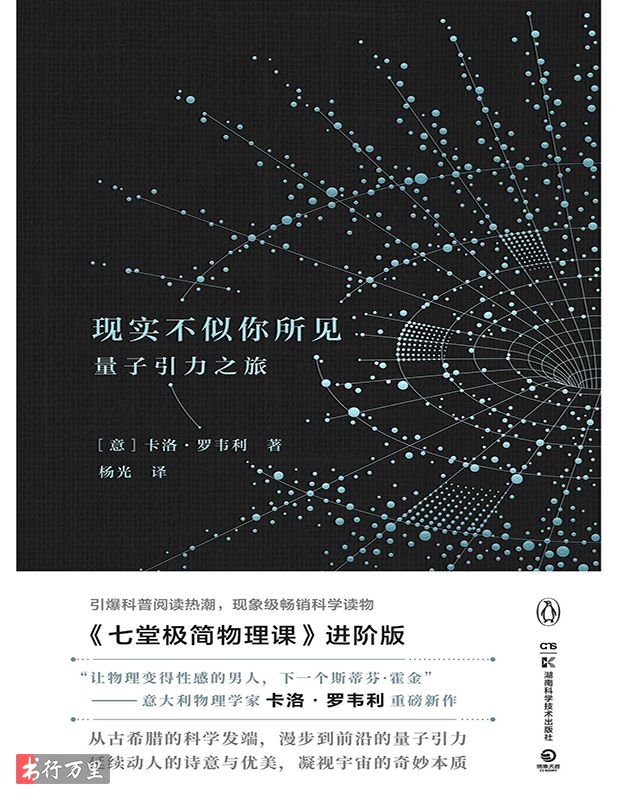 现实不似你所见
量子引力之旅
[意]卡洛·罗韦利 著
杨光 译
引爆科普阅读热潮，现象级畅销科学读物
《七堂极简物理课》进阶版
“让物理变得性感的男人，下一个斯蒂芬·霍金”
——意大利物理学家 卡洛·罗韦利 重磅新作
从古希腊的科学发端，漫步到前沿的量子引力
延续动人的诗意与优美，凝视宇宙的奇妙本质
湖南科学技术出版社
博集天卷
CS-BOOKY
书行万里